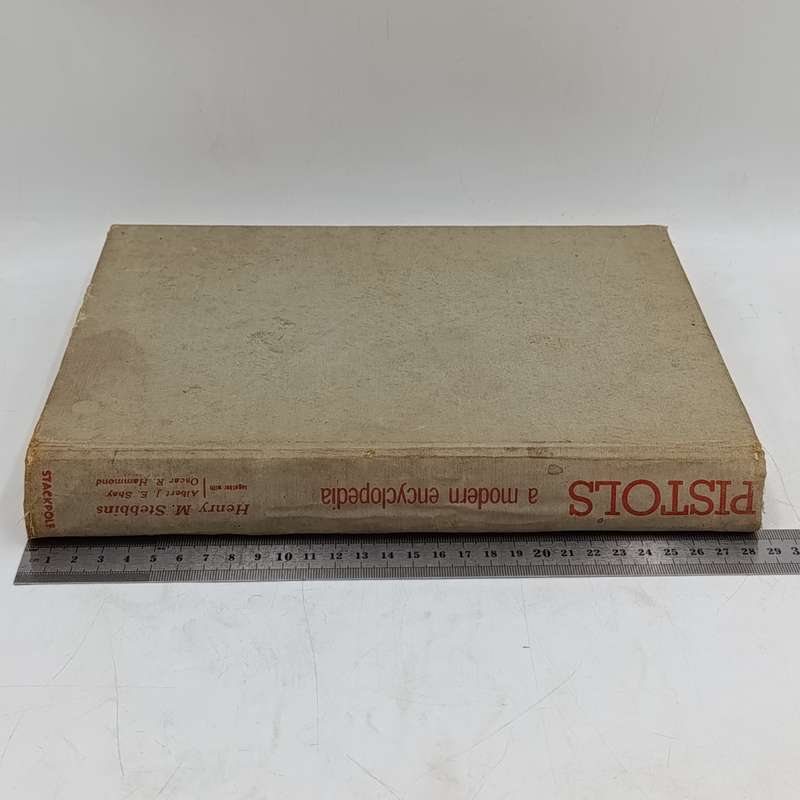 PISTOLS
a modern encyclopedia
Henry M. Stebbins
together with
Albert J. E. Shay
Oscar R. Hammond
STACKPOLE
1 2 3 4 5 6 7 8 9 10 11 12 13 14 15 16 17 18 19 20 21 22 23 24 25 26 27 28 29